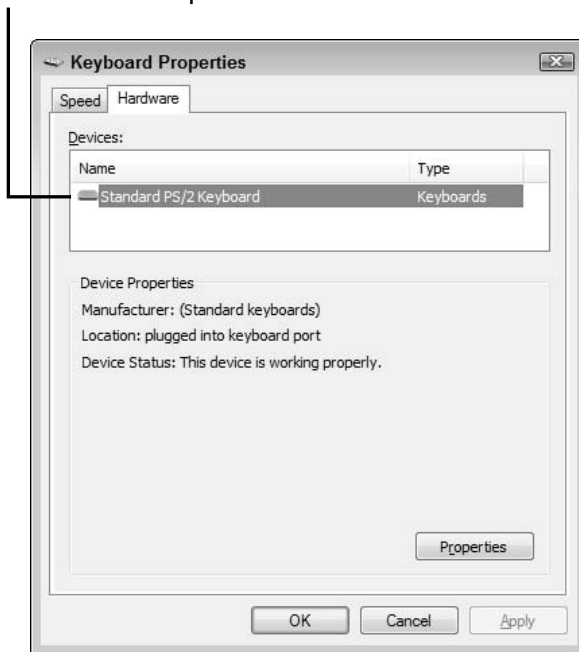 Keyboard Properties
Speed Hardware
Devices:
Name Type
Standard PS/2 Keyboard Keyboards
Device Properties
Manufacturer: (Standard keyboards)
Location: plugged into keyboard port
Device Status: This device is working properly.
Properties
OK Cancel Apply